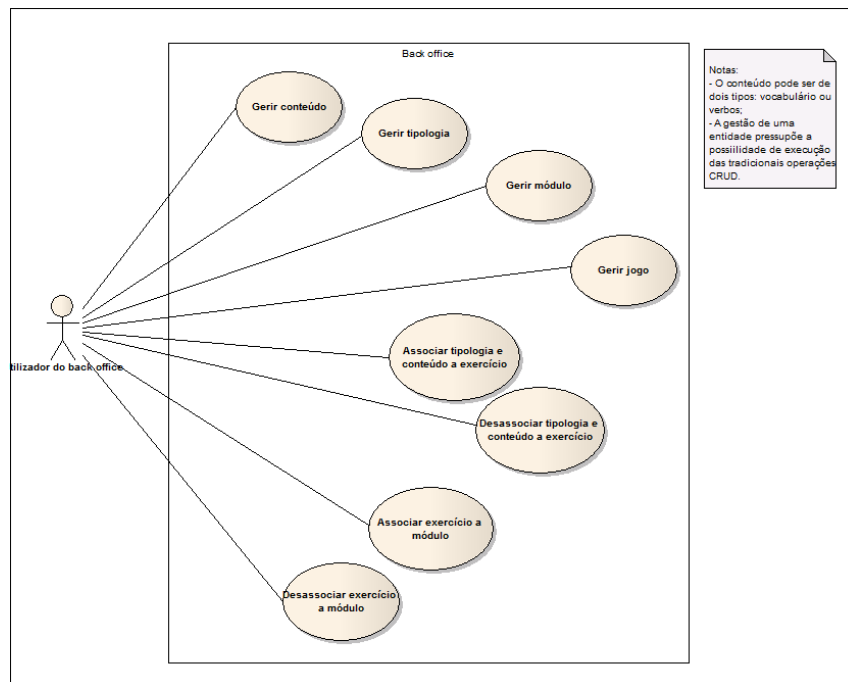 Back office
Notas:
- O conteúdo pode ser de
dois tipos: vocabulário ou
verbos;
- A gestão de uma
entidade pressupõe a
possiilidade de execução
das tradicionais operações
CRUD.
Gerir conteúdo
Gerir tipologia
Gerir módulo
Gerir jogo
tilizador do back office
Associar tipologia e
conteúdo a exercício
Desassociar tipologia e
conteúdo a exercício
Associar exercício a
módulo
Desassociar exercício
a módulo